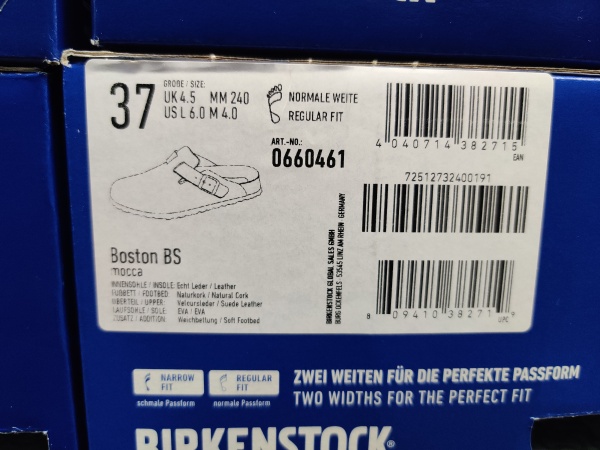 37
GRÖßE / SIZE:
UK 4.5 MM 240
US L 6.0 M 4.0
NORMALE WEITE
REGULAR FIT
ART.-NO.:
0660461
4 040714 382715
EAN
72512732400191
Boston BS
mocca
INNENSOHLE / INSOLE: Echt Leder / Leather
FUßBETT / FOOTBED: Naturkork / Natural Cork
OBERTEIL / UPPER: Veloursleder / Suede Leather
LAUFSOHLE / SOLE EVA / EVA
ZUSATZ / ADDITION Weichbettung / Soft Footbed
BIRKENSTOCK GLOBAL SALES GMBH
BURG OCKENFELS 53545 LINZ AM RHEIN GERMANY
8 09410 38271 9
UPC
NARROW FIT
schmale Passform
REGULAR FIT
normale Passform
ZWEI WEITEN FÜR DIE PERFEKTE PASSFORM
TWO WIDTHS FOR THE PERFECT FIT
BIRKENSTOCK®